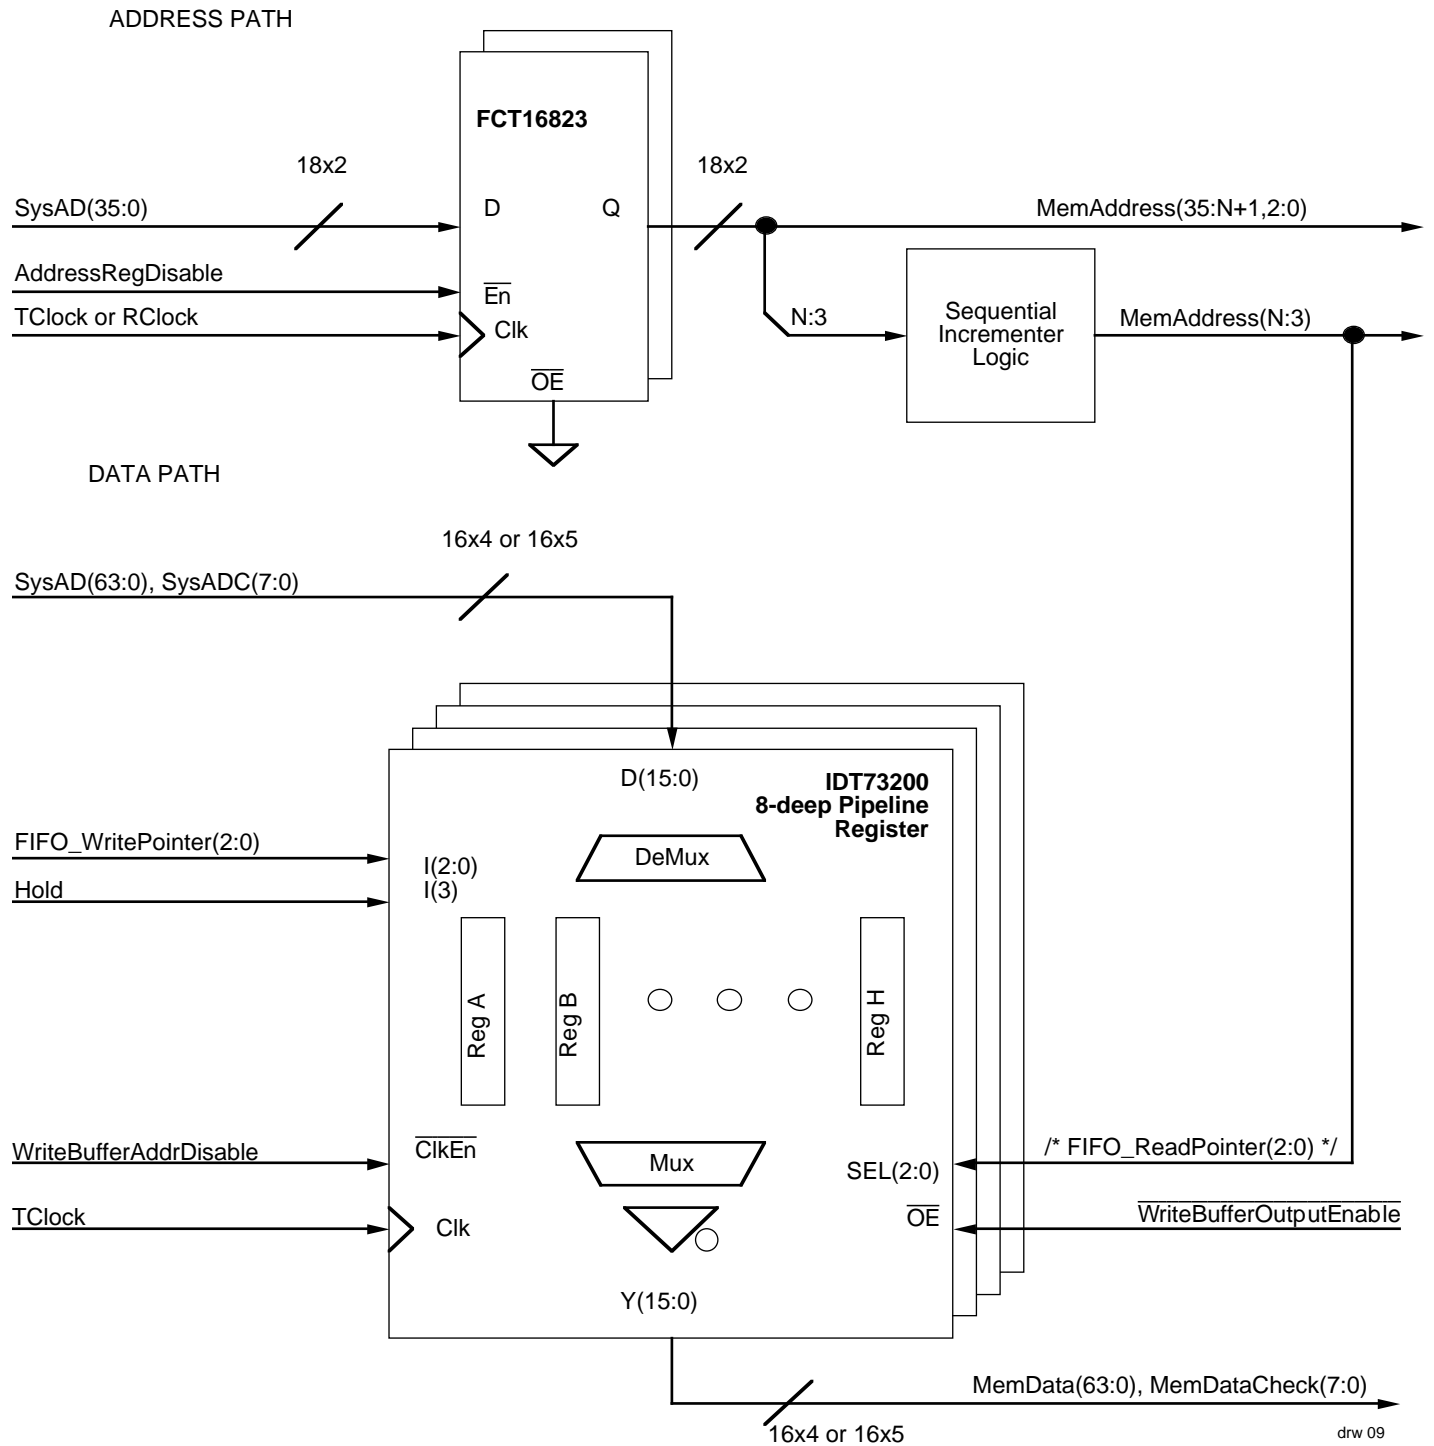 ADDRESS PATH
FCT16823
18x2
18x2
SysAD(35:0)
D
Q
MemAddress(35:N+1,2:0)
AddressRegDisable
En
TClock or RClock
Clk
N:3
Sequential
Incrementer
Logic
MemAddress(N:3)
OE
DATA PATH
16x4 or 16x5
SysAD(63:0), SysADC(7:0)
D(15:0)
IDT73200
8-deep Pipeline
Register
FIFO_WritePointer(2:0)
I(2:0)
DeMux
Hold
I(3)
Reg A
Reg B
Reg H
WriteBufferAddrDisable
ClkEn
Mux
SEL(2:0)
/* FIFO_ReadPointer(2:0) */
TClock
Clk
OE
WriteBufferOutputEnable
Y(15:0)
MemData(63:0), MemDataCheck(7:0)
16x4 or 16x5
drw 09